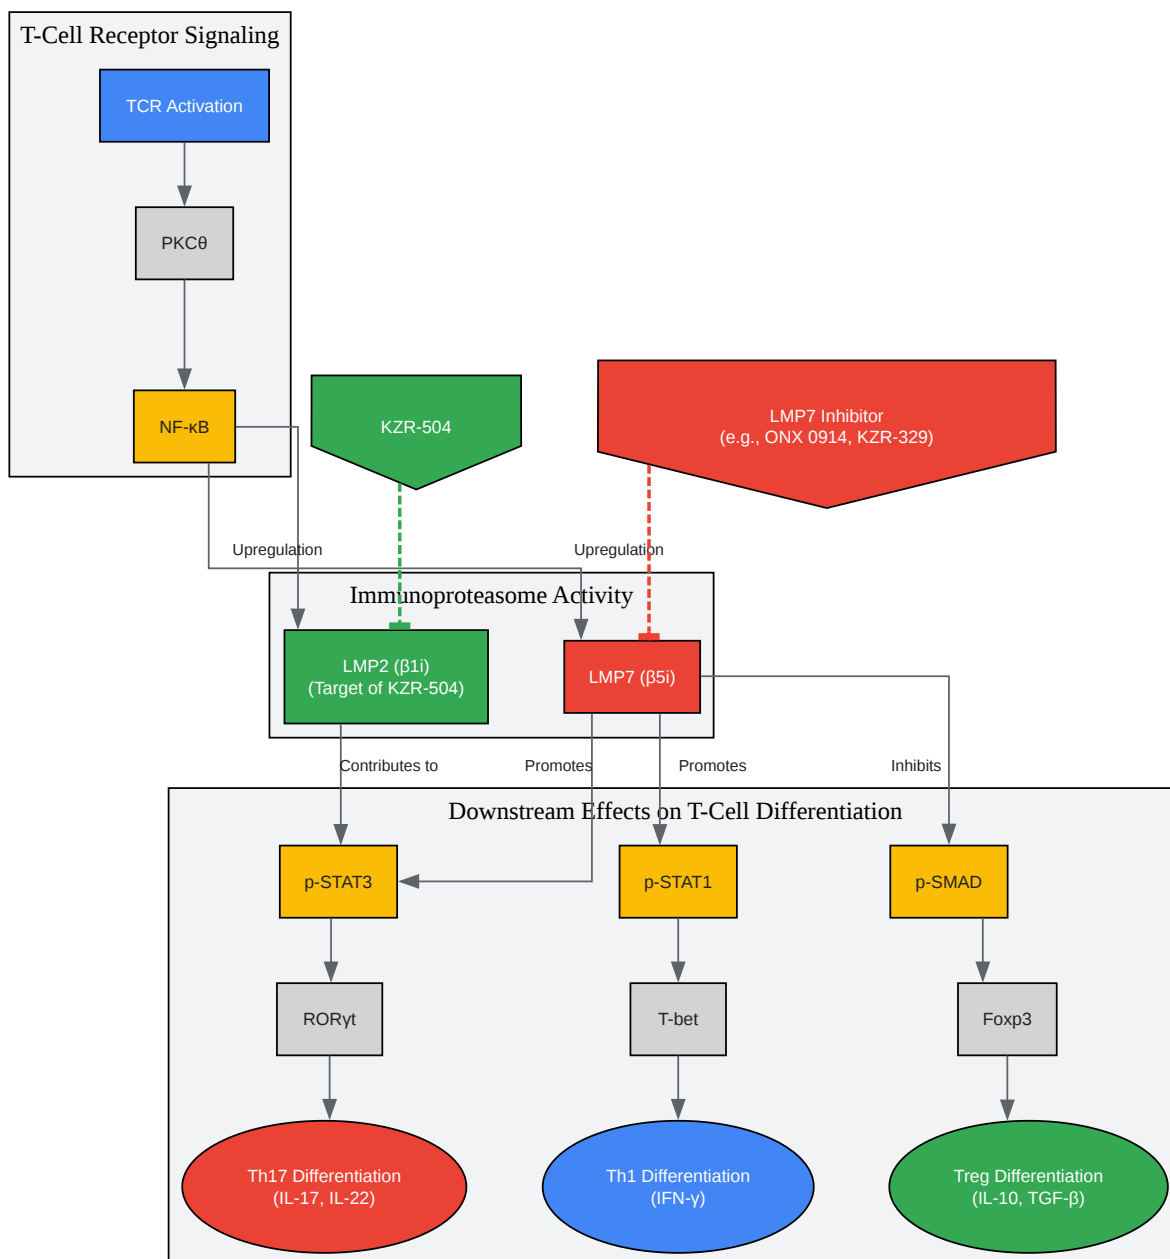 T-Cell Receptor Signaling
TCR Activation
PKCθ
NF-κB
KZR-504
LMP7 Inhibitor
(e.g., ONX 0914, KZR-329)
Upregulation
Upregulation
Immunoproteasome Activity
LMP2 (β1i)
(Target of KZR-504)
LMP7 (β5i)
Contributes to
Promotes
Promotes
Inhibits
Downstream Effects on T-Cell Differentiation
p-STAT3
p-STAT1
p-SMAD
RORγt
T-bet
Foxp3
Th17 Differentiation
(IL-17, IL-22)
Th1 Differentiation
(IFN-γ)
Treg Differentiation
(IL-10, TGF-β)